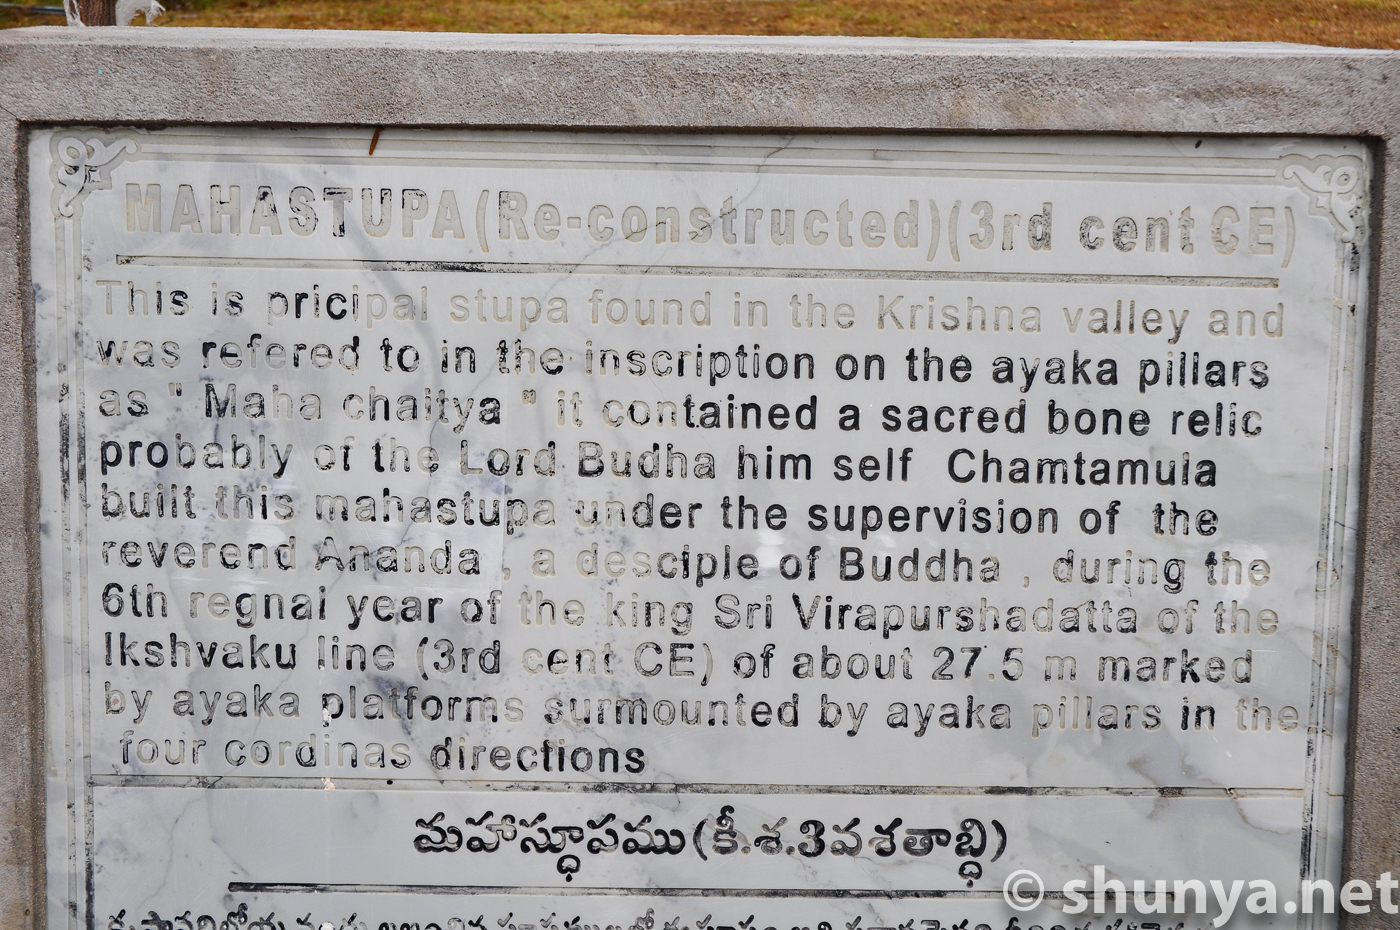 MAHASTUPA(Re-constructed)(3rd cent CE)
This is pricipal stupa found in the Krishna valley and
was refered to in the inscription on the ayaka pillars
as " Maha chaitya " it contained a sacred bone relic
probably of the Lord Budha him self Chamtamula
built this mahastupa under the supervision of the
reverend Ananda , a desciple of Buddha , during the
6th regnal year of the king Sri Virapurshadatta of the
Ikshvaku line (3rd cent CE) of about 27.5 m marked
by ayaka platforms surmounted by ayaka pillars in the
four cordinas directions
మహాస్థూపము(కీ.శ.3వశతాబ్ధి)
© shunya.net